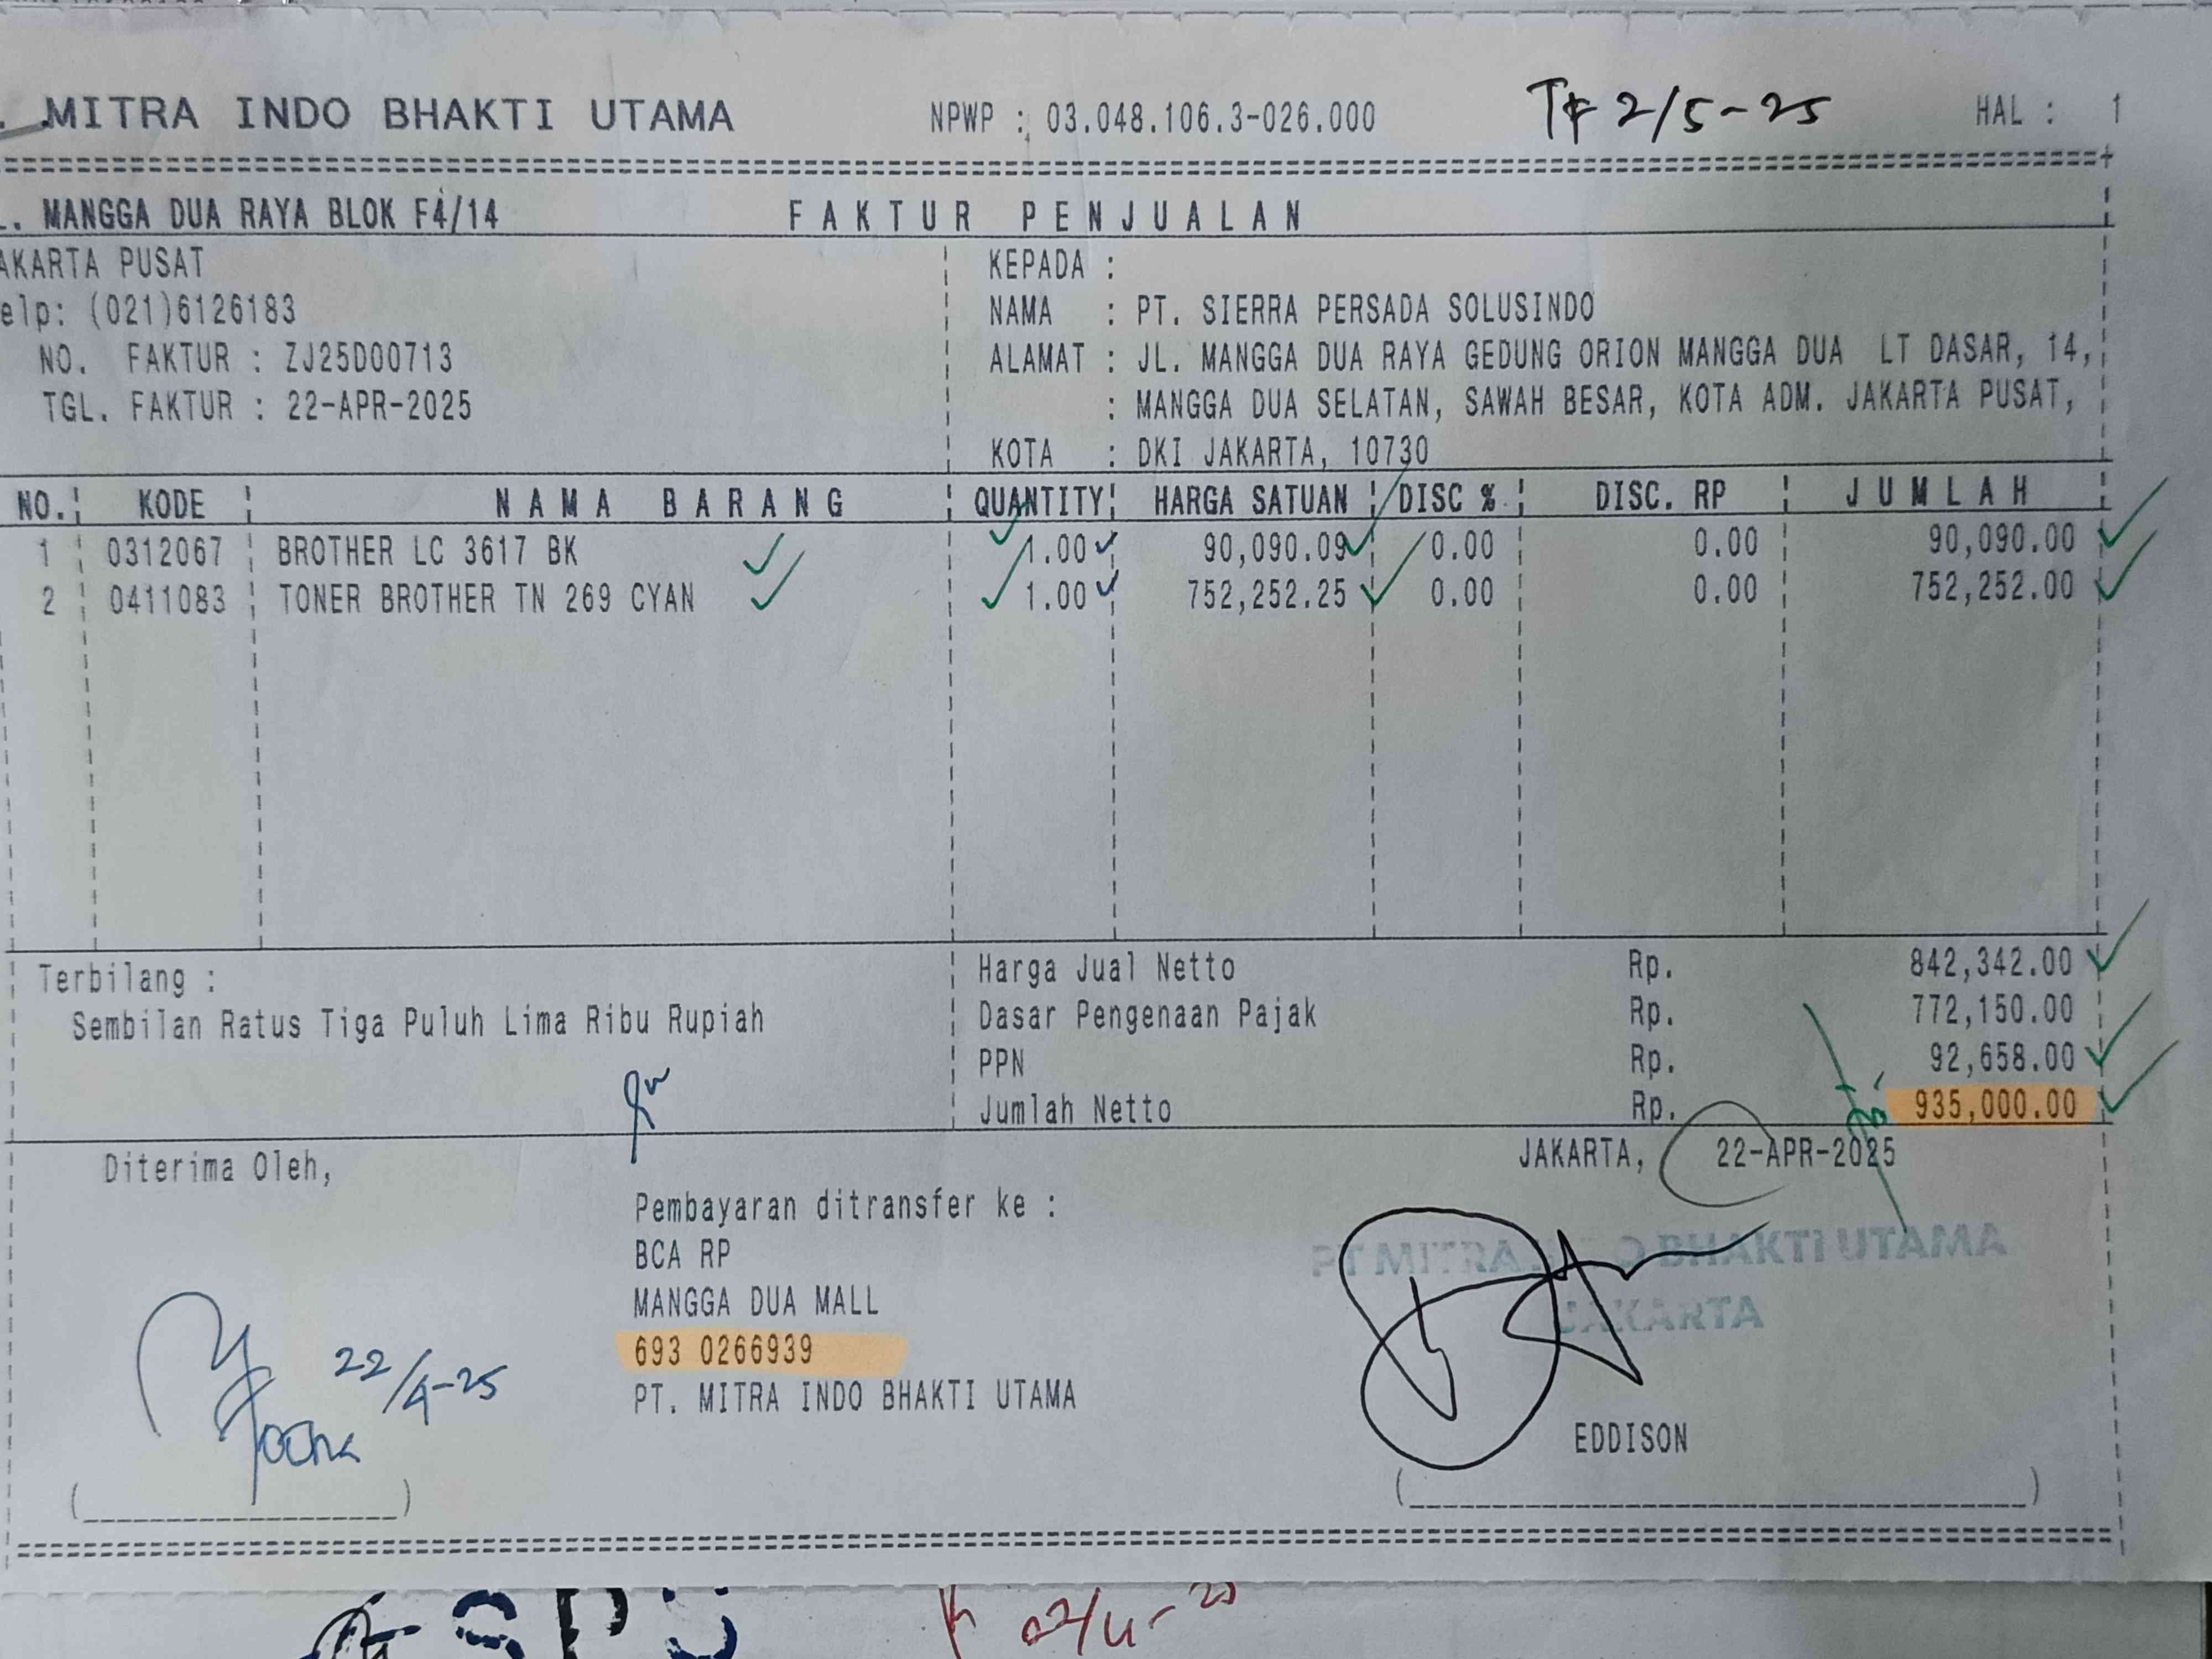 . MITRA INDO BHAKTI UTAMA NPWP : 03.048.106.3-026.000 TF 2/5-25 HAL : 1
. MANGGA DUA RAYA BLOK F4/14 FAKTUR PENJUALAN
AKARTA PUSAT KEPADA :
elp: (021)6126183 NAMA : PT. SIERRA PERSADA SOLUSINDO
NO. FAKTUR : ZJ25D00713 ALAMAT : JL. MANGGA DUA RAYA GEDUNG ORION MANGGA DUA LT DASAR, 14,
TGL. FAKTUR : 22-APR-2025 : MANGGA DUA SELATAN, SAWAH BESAR, KOTA ADM. JAKARTA PUSAT,
KOTA : DKI JAKARTA, 10730
NO. KODE NAMA BARANG QUANTITY HARGA SATUAN DISC % DISC. RP JUMLAH
1 0312067 BROTHER LC 3617 BK 1.00 90,090.09 0.00 0.00 90,090.00
2 0411083 TONER BROTHER TN 269 CYAN 1.00 752,252.25 0.00 0.00 752,252.00
Terbilang : Harga Jual Netto Rp. 842,342.00
Sembilan Ratus Tiga Puluh Lima Ribu Rupiah Dasar Pengenaan Pajak Rp. 772,150.00
PPN Rp. 92,658.00
Jumlah Netto Rp. 935,000.00
Diterima Oleh, JAKARTA, 22-APR-2025
Pembayaran ditransfer ke :
BCA RP PT MITRA INDO BHAKTI UTAMA
MANGGA DUA MALL JAKARTA
693 0266939
22/4-25 PT. MITRA INDO BHAKTI UTAMA
EDDISON